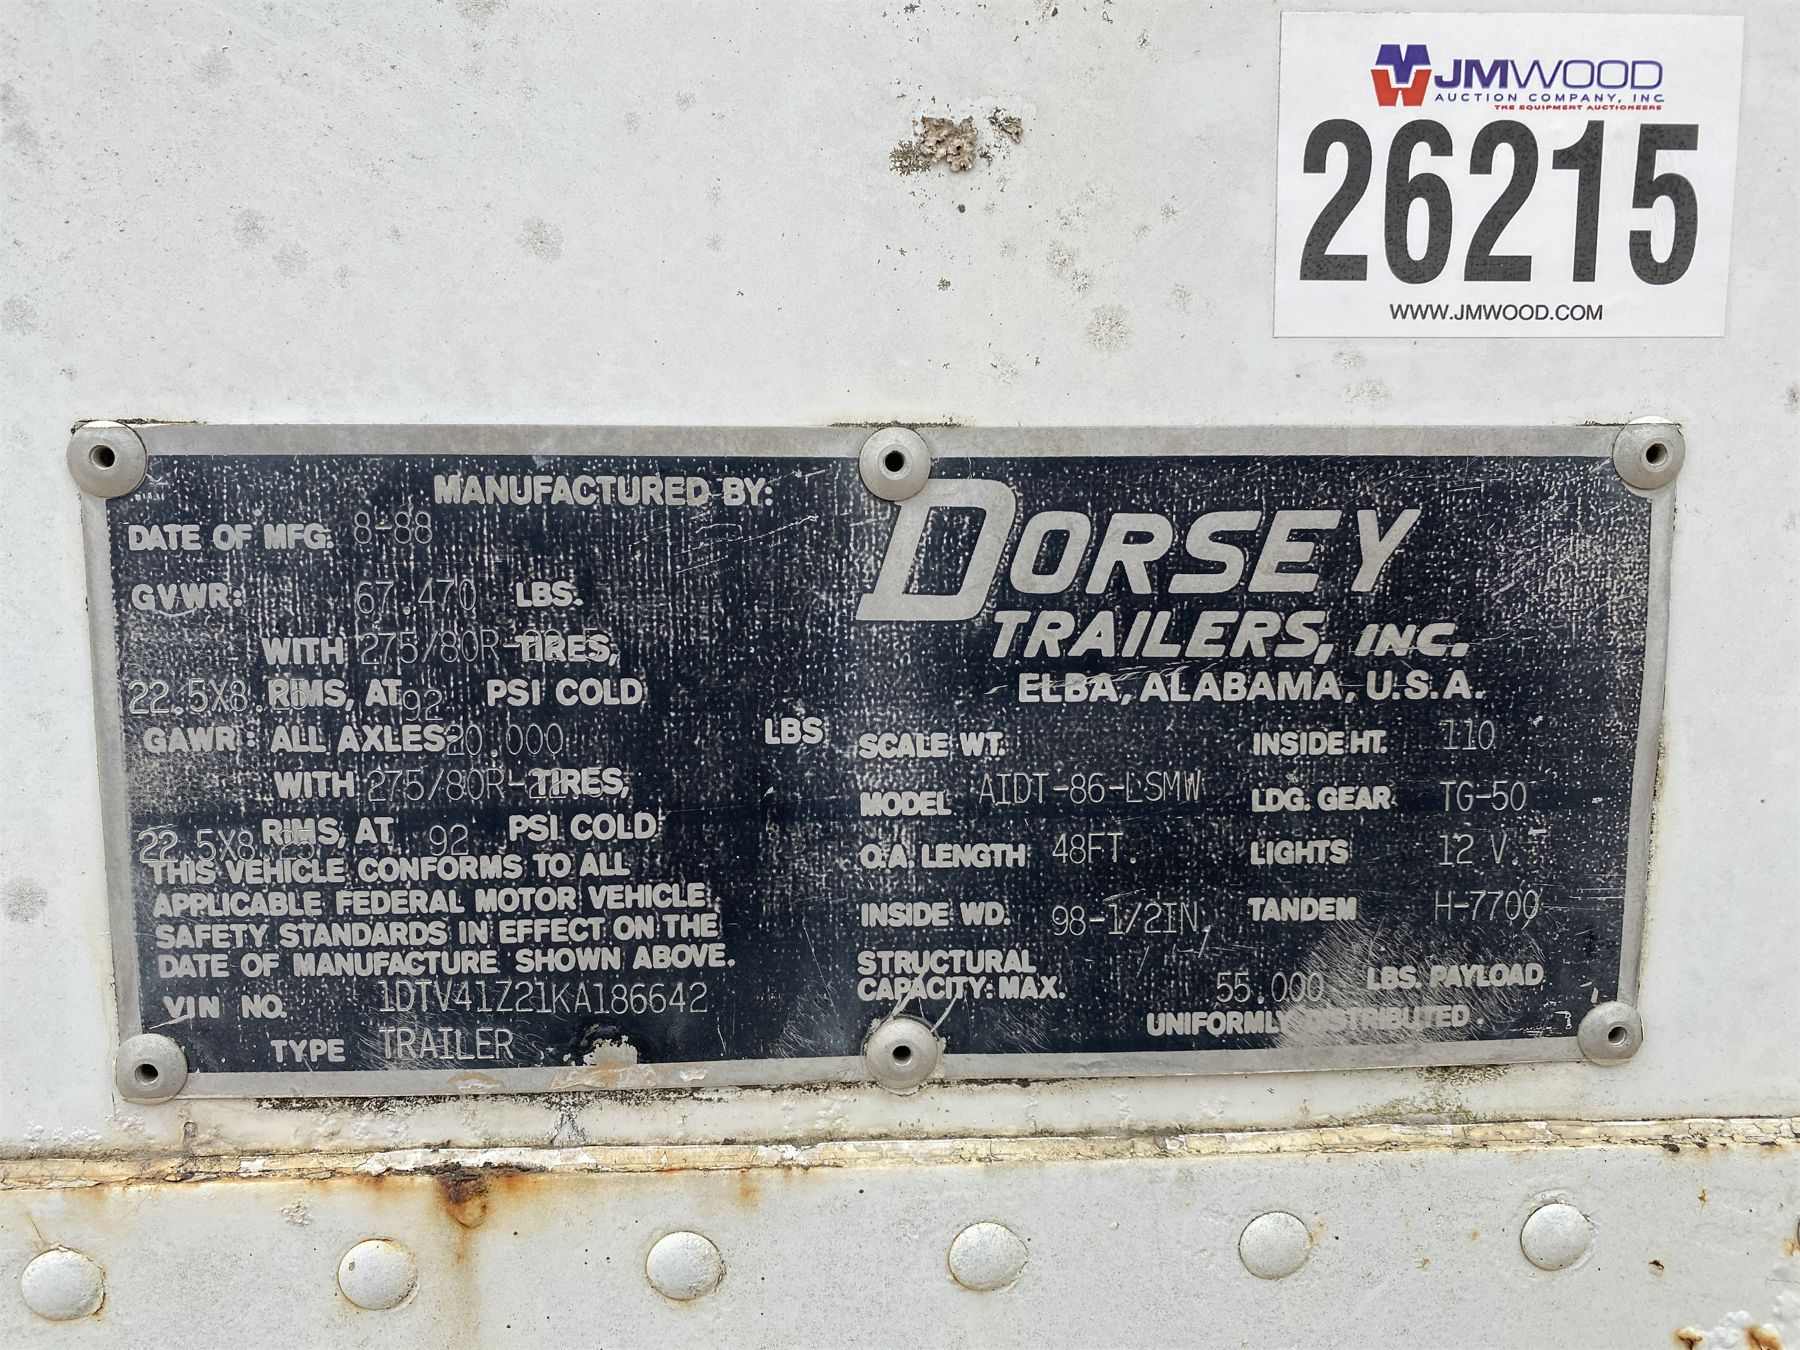 JMWOOD
AUCTION COMPANY, INC
THE EQUIPMENT AUCTIONEERS
26215
WWW.JMWOOD.COM
MANUFACTURED BY:
DATE OF MFG. 8-88
GVWR: 67.470 LBS.
WITH 275/80R- TIRES,
22.5X8. RIMS, AT 92 PSI COLD
GAWR: ALL AXLES 20.000 LBS
WITH 275/80R- TIRES,
22.5X8. RIMS, AT 92 PSI COLD
THIS VEHICLE CONFORMS TO ALL
APPLICABLE FEDERAL MOTOR VEHICLE
SAFETY STANDARDS IN EFFECT ON THE
DATE OF MANUFACTURE SHOWN ABOVE.
VIN NO. 1DTV41Z21KA186642
TYPE TRAILER
DORSEY
TRAILERS, INC.
ELBA, ALABAMA, U.S.A.
SCALE WT. INSIDE HT. 110
MODEL AIDT-86-LSMW LDG. GEAR TG-50
O.A. LENGTH 48FT. LIGHTS 12 V.
INSIDE WD. 98-1/2IN. TANDEM H-7700
STRUCTURAL
CAPACITY: MAX. 55.000 LBS. PAYLOAD
UNIFORMLY DISTRIBUTED.